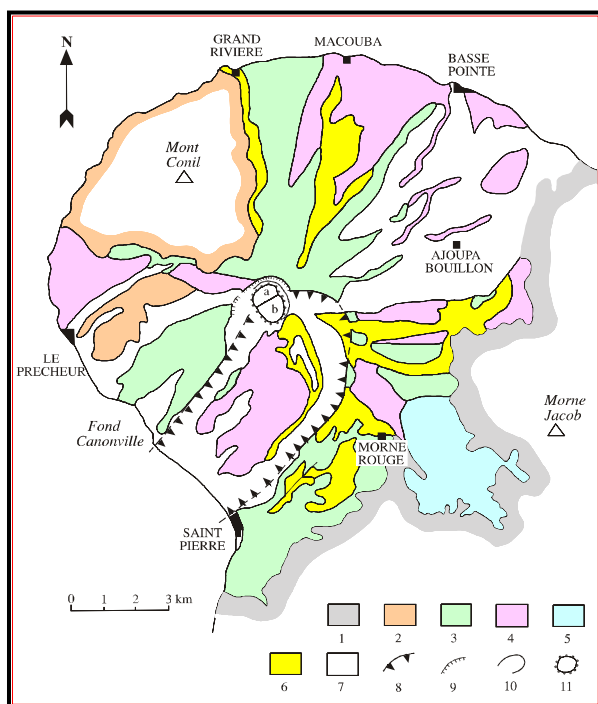 GRAND
RIVIERE
MACOUBA
BASSE
POINTE
N
Mont
Conil
AJOUPA
BOUILLON
a
b
LE
PRECHEUR
Fond
Canonville
Morne
Jacob
MORNE
ROUGE
SAINT
PIERRE
0 1 2 3 km
1 2 3 4 5
6 7 8 9 10 11